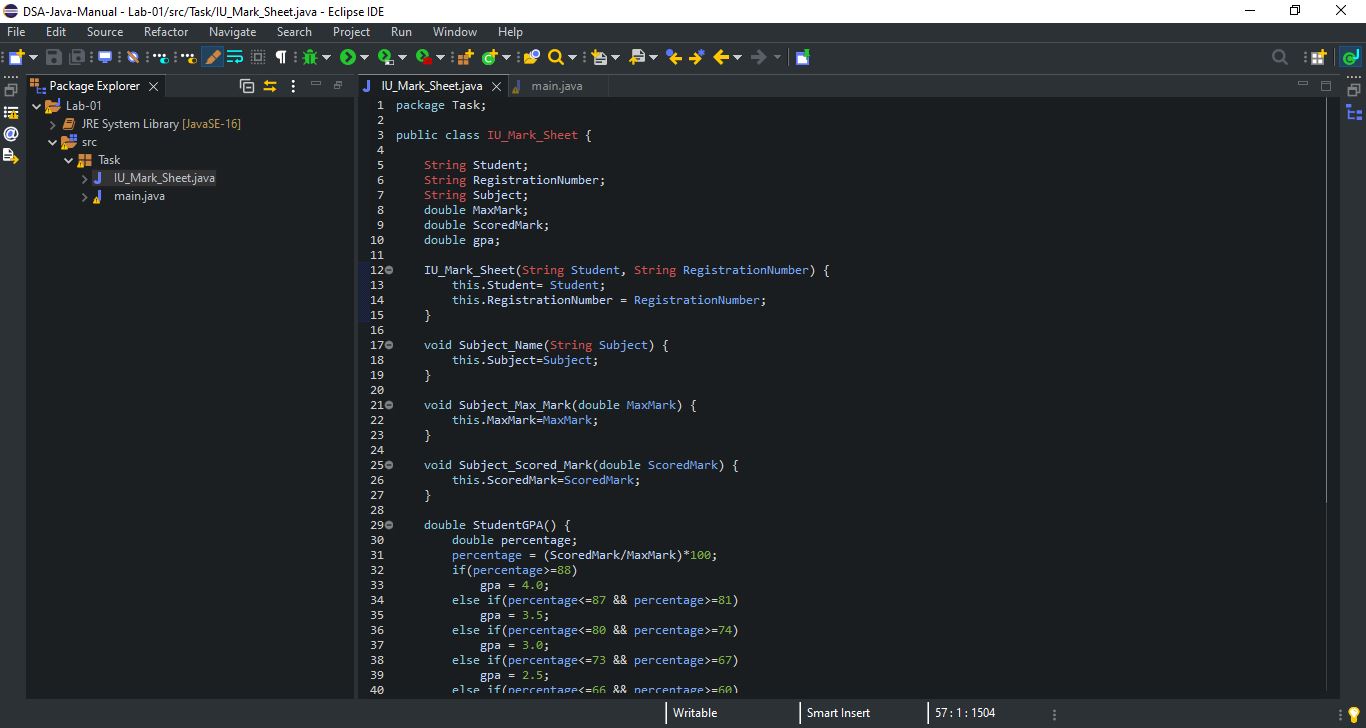 DSA-Java-Manual - Lab-01/src/Task/IU_Mark_Sheet.java - Eclipse IDE
File Edit Source Refactor Navigate Search Project Run Window Help
Package Explorer
IU_Mark_Sheet.java main.java
Lab-01
JRE System Library [JavaSE-16]
src
Task
IU_Mark_Sheet.java
main.java
1 package Task;
2
3 public class IU_Mark_Sheet {
4
5 String Student;
6 String RegistrationNumber;
7 String Subject;
8 double MaxMark;
9 double ScoredMark;
10 double gpa;
11
12 IU_Mark_Sheet(String Student, String RegistrationNumber) {
13 this.Student= Student;
14 this.RegistrationNumber = RegistrationNumber;
15 }
16
17 void Subject_Name(String Subject) {
18 this.Subject=Subject;
19 }
20
21 void Subject_Max_Mark(double MaxMark) {
22 this.MaxMark=MaxMark;
23 }
24
25 void Subject_Scored_Mark(double ScoredMark) {
26 this.ScoredMark=ScoredMark;
27 }
28
29 double StudentGPA() {
30 double percentage;
31 percentage = (ScoredMark/MaxMark)*100;
32 if(percentage>=88)
33 gpa = 4.0;
34 else if(percentage<=87 && percentage>=81)
35 gpa = 3.5;
36 else if(percentage<=80 && percentage>=74)
37 gpa = 3.0;
38 else if(percentage<=73 && percentage>=67)
39 gpa = 2.5;
40 else if(percentage<=66 && percentage>=60)
Writable Smart Insert 57 : 1 : 1504